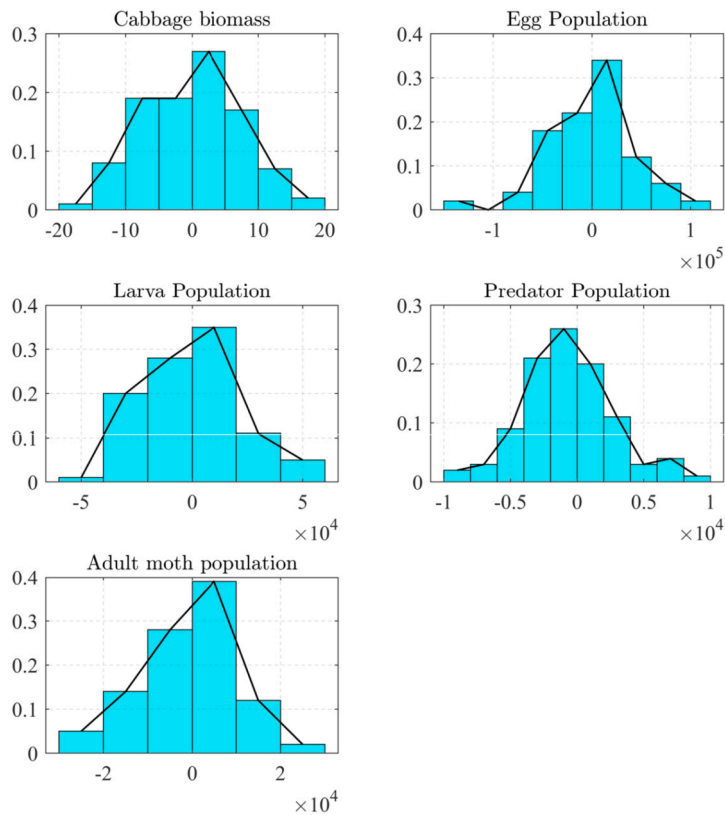 Cabbage biomass
0.3
0.2
0.1
0
-20 -10 0 10 20
Egg Population
0.4
0.3
0.2
0.1
0
-1 0 1
×10^5
Larva Population
0.4
0.3
0.2
0.1
0
-5 0 5
×10^4
Predator Population
0.3
0.2
0.1
0
-1 -0.5 0 0.5 1
×10^4
Adult moth population
0.4
0.3
0.2
0.1
0
-2 0 2
×10^4